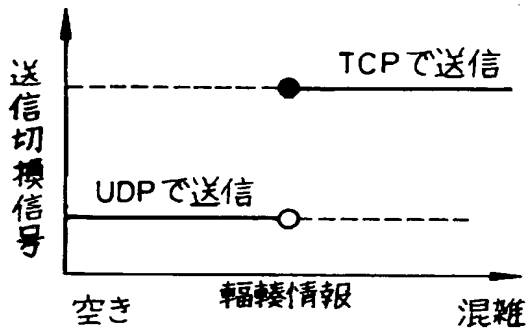 送信切換信号
TCPで送信
UDPで送信
空き
輻輳情報
混雑